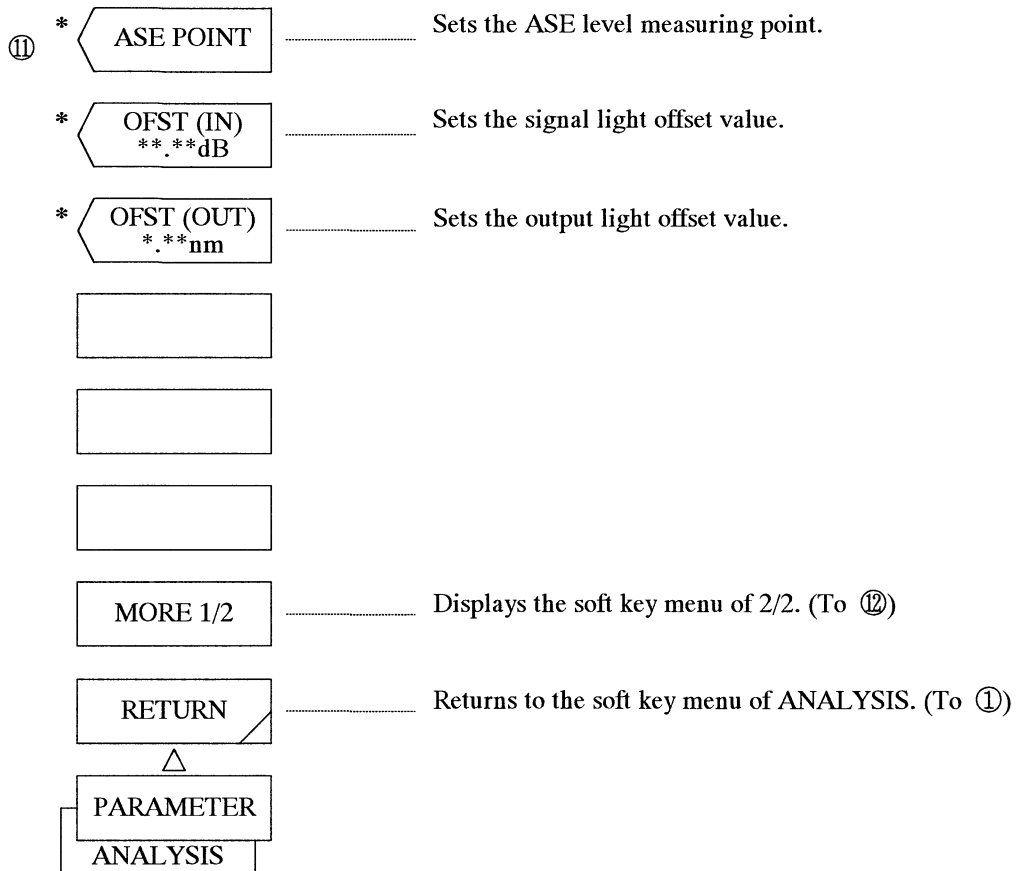 ⑪ * ASE POINT Sets the ASE level measuring point.
* OFST (IN) Sets the signal light offset value.
**.**dB
* OFST (OUT) Sets the output light offset value.
*.**nm
MORE 1/2 Displays the soft key menu of 2/2. (To ⑫)
RETURN Returns to the soft key menu of ANALYSIS. (To ①)
△
PARAMETER
ANALYSIS